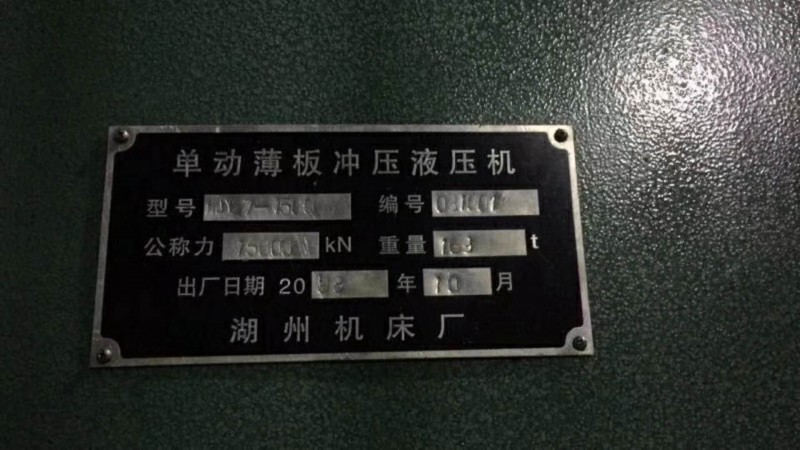 单动薄板冲压液压机
型号 编号
公称力 kN 重量 t
出厂日期 20 年 10 月
湖州机床厂